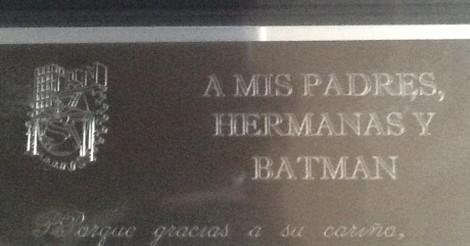 A MIS PADRES,
HERMANAS Y
BATMAN
Porque gracias a su cariño,